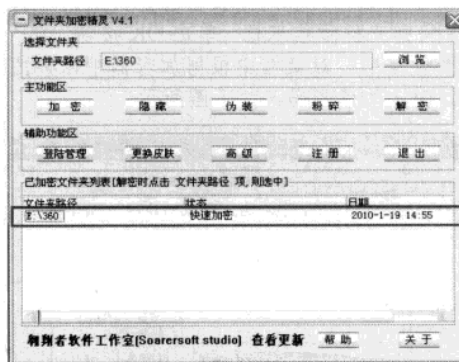 文件夹加密精灵 V4.1
选择文件夹
文件夹路径 E:\360 浏览
主功能区
加密 隐藏 伪装 粉碎 解密
辅助功能区
登陆管理 更换皮肤 高级 注册 退出
已加密文件夹列表[解密时点击 文件夹路径 项,则选中]
文件夹路径 状态 日期
E:\360 快速加密 2010-1-19 14:55
翱翔者软件工作室(Soarersoft studio) 查看更新 帮助 关于